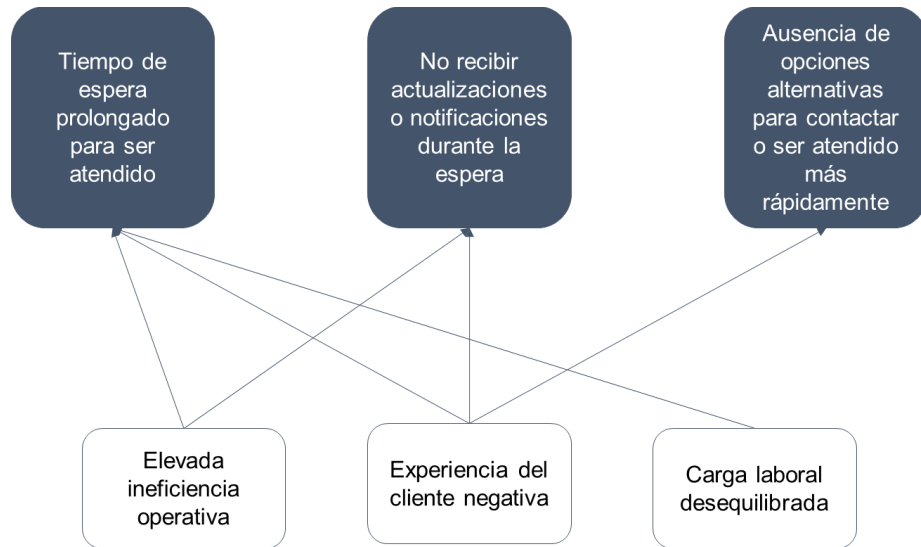 Tiempo de
espera
prolongado
para ser
atendido
No recibir
actualizaciones
o notificaciones
durante la
espera
Ausencia de
opciones
alternativas
para contactar
o ser atendido
más
rápidamente
Elevada
ineficiencia
operativa
Experiencia del
cliente negativa
Carga laboral
desequilibrada